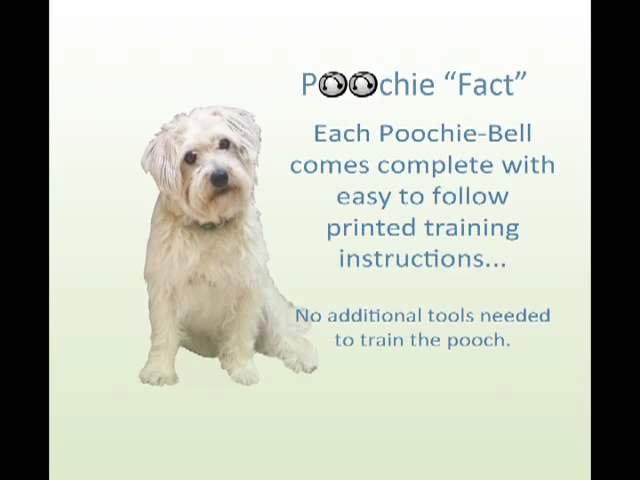 Poochie “Fact”
Each Poochie-Bell
comes complete with
easy to follow
printed training
instructions...
No additional tools needed
to train the pooch.